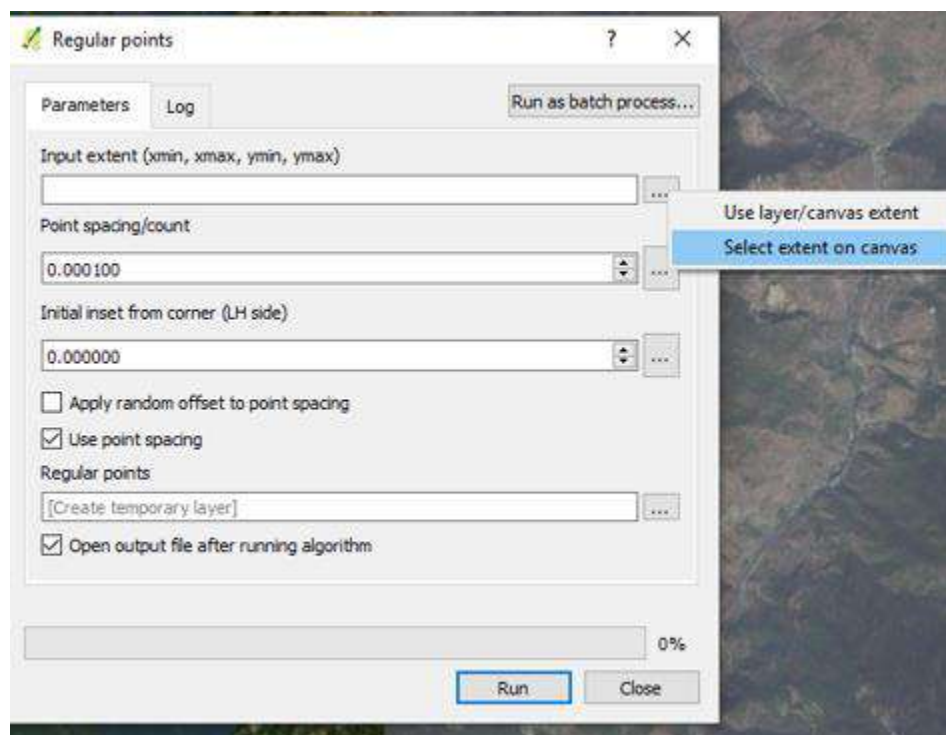 Regular points
?
Parameters
Log
Run as batch process...
Input extent (xmin, xmax, ymin, ymax)
...
Use layer/canvas extent
Point spacing/count
Select extent on canvas
0.000100
...
Initial inset from corner (LH side)
0.000000
...
Apply random offset to point spacing
Use point spacing
Regular points
[Create temporary layer]
...
Open output file after running algorithm
0%
Run
Close